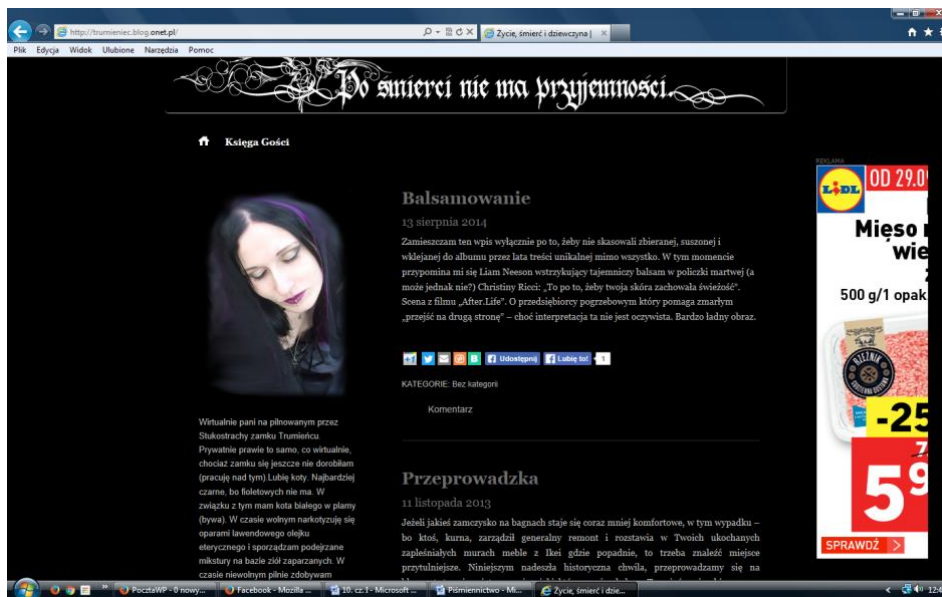 http://trumieniec.blog.onet.pl/
Życie, śmierć i dziewczyna |
Plik Edycja Widok Ulubione Narzędzia Pomoc
Po śmierci nie ma przyjemności.
Księga Gości
Balsamowanie
13 sierpnia 2014
Zamieszczam ten wpis wyłącznie po to, żeby nie skasowali zbieranej, suszonej i
wklejanej do albumu przez lata treści unikalnej mimo wszystko. W tym momencie
przypomina mi się Liam Neeson wstrzykujący tajemniczy balsam w policzki martwej (a
może jednak nie?) Christiny Ricci: „To po to, żeby twoja skóra zachowała świeżość”.
Scena z filmu „After.Life”. O przedsiębiorcy pogrzebowym który pomaga zmarłym
„przejść na drugą stronę” – choć interpretacja ta nie jest oczywista. Bardzo ładny obraz.
+1 B Udostępnij Lubię to! 1
KATEGORIE: Bez kategorii
Komentarz
Wirtualnie pani na pilnowanym przez
Stukostrachy zamku Trumieńcu.
Prywatnie prawie to samo, co wirtualnie,
chociaż zamku się jeszcze nie dorobiłam
(pracuję nad tym).Lubię koty. Najbardziej
czarne, bo fioletowych nie ma. W
związku z tym mam kota białego w plamy
(bywa). W czasie wolnym narkotyzuję się
oparami lawendowego olejku
eterycznego i sporządzam podejrzane
mikstury na bazie ziół zaparzanych. W
czasie niewolnym pilnie zdobywam
Przeprowadzka
11 listopada 2013
Jeżeli jakieś zamczysko na bagnach staje się coraz mniej komfortowe, w tym wypadku –
bo ktoś, kurna, zarządził generalny remont i rozstawia w Twoich ukochanych
zapleśniałych murach meble z Ikei gdzie popadnie, to trzeba znaleźć miejsce
przytulniejsze. Niniejszym nadeszła historyczna chwila, przeprowadzamy się na
REKLAMA
LIDL
OD 29.0
Mięso
wie
500 g/1 opak
RZEŹNIK
-25
7
5 9
SPRAWDŹ >
PocztaWP - 0 nowy...
Facebook - Mozilla ...
10. cz.1 - Microsoft ...
Piśmiennictwo - Mi...
Życie, śmierć i dzie...
12: